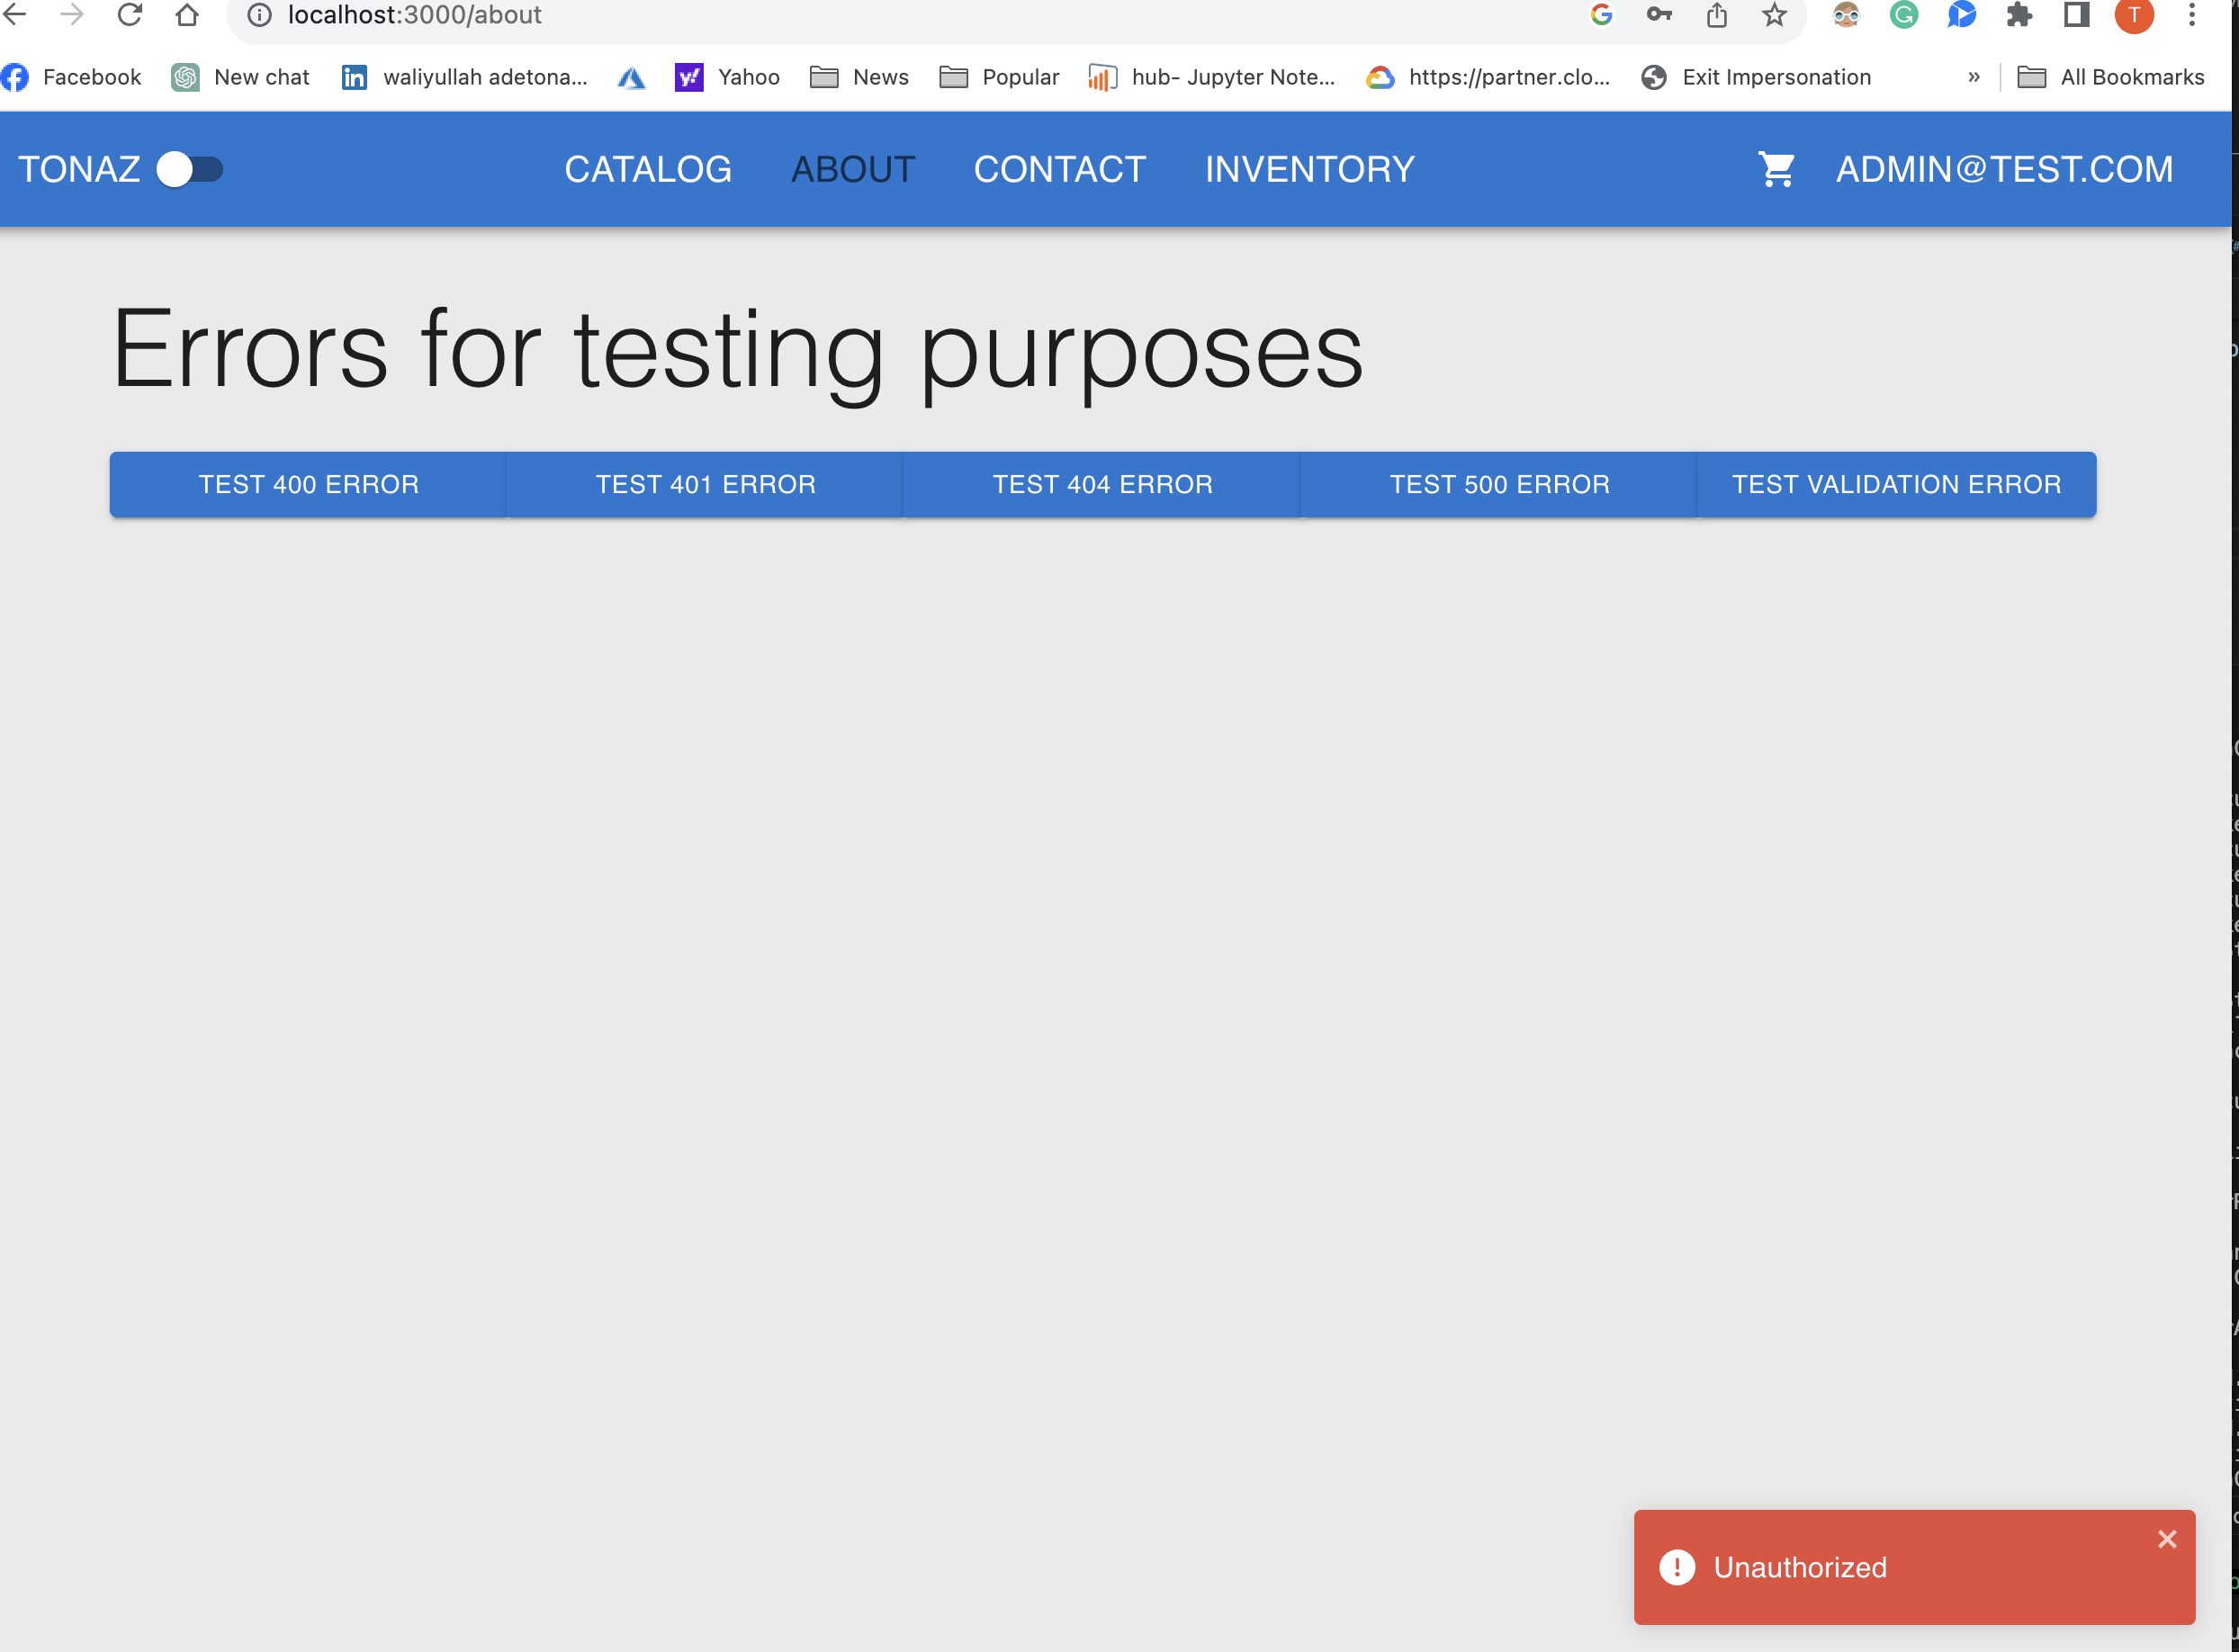 localhost:3000/about
Facebook New chat waliyullah adetona... Yahoo News Popular hub- Jupyter Note... https://partner.clo... Exit Impersonation » All Bookmarks
TONAZ CATALOG ABOUT CONTACT INVENTORY ADMIN@TEST.COM
Errors for testing purposes
TEST 400 ERROR TEST 401 ERROR TEST 404 ERROR TEST 500 ERROR TEST VALIDATION ERROR
Unauthorized